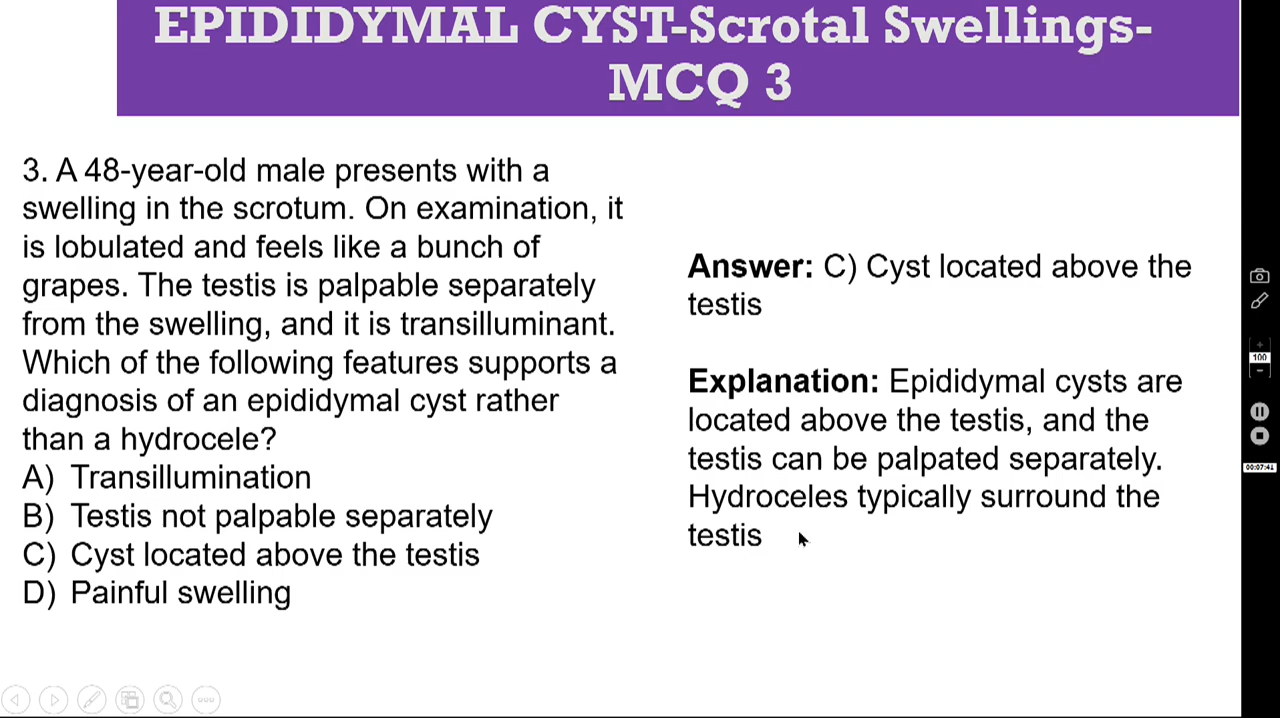 EPIDIDYMAL CYST-Scrotal Swellings-
MCQ 3
3. A 48-year-old male presents with a
swelling in the scrotum. On examination, it
is lobulated and feels like a bunch of
grapes. The testis is palpable separately
from the swelling, and it is transilluminant.
Which of the following features supports a
diagnosis of an epididymal cyst rather
than a hydrocele?
A) Transillumination
B) Testis not palpable separately
C) Cyst located above the testis
D) Painful swelling
Answer: C) Cyst located above the
testis
Explanation: Epididymal cysts are
located above the testis, and the
testis can be palpated separately.
Hydroceles typically surround the
testis
100
00:07:41